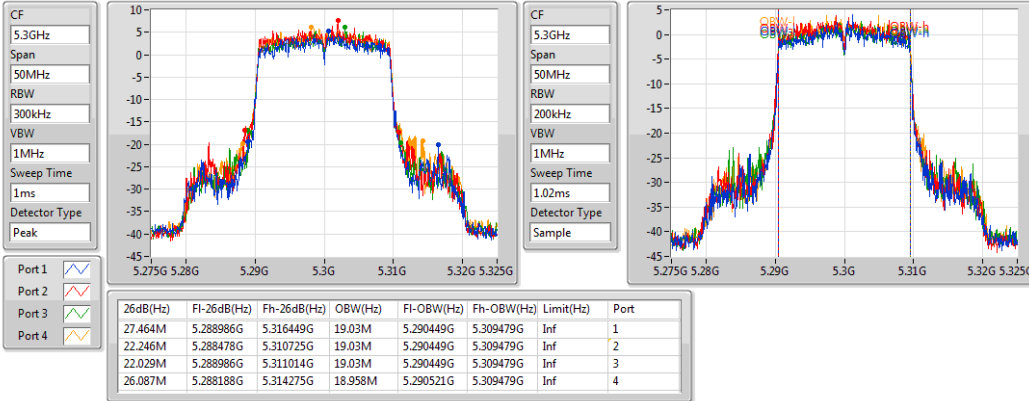 CF
5.3GHz
Span
50MHz
RBW
300kHz
VBW
1MHz
Sweep Time
1ms
Detector Type
Peak
10
5
0
-5
-10
-15
-20
-25
-30
-35
-40
-45
5.275G 5.28G 5.29G 5.3G 5.31G 5.32G 5.325G
CF
5.3GHz
Span
50MHz
RBW
200kHz
VBW
1MHz
Sweep Time
1.02ms
Detector Type
Sample
5
0
-5
-10
-15
-20
-25
-30
-35
-40
-45
5.275G 5.28G 5.29G 5.3G 5.31G 5.32G 5.325G
Port 1
Port 2
Port 3
Port 4
26dB(Hz) Fl-26dB(Hz) Fh-26dB(Hz) OBW(Hz) Fl-OBW(Hz) Fh-OBW(Hz) Limit(Hz) Port
27.464M 5.288986G 5.316449G 19.03M 5.290449G 5.309479G Inf 1
22.246M 5.288478G 5.310725G 19.03M 5.290449G 5.309479G Inf 2
22.029M 5.288986G 5.311014G 19.03M 5.290449G 5.309479G Inf 3
26.087M 5.288188G 5.314275G 18.958M 5.290521G 5.309479G Inf 4